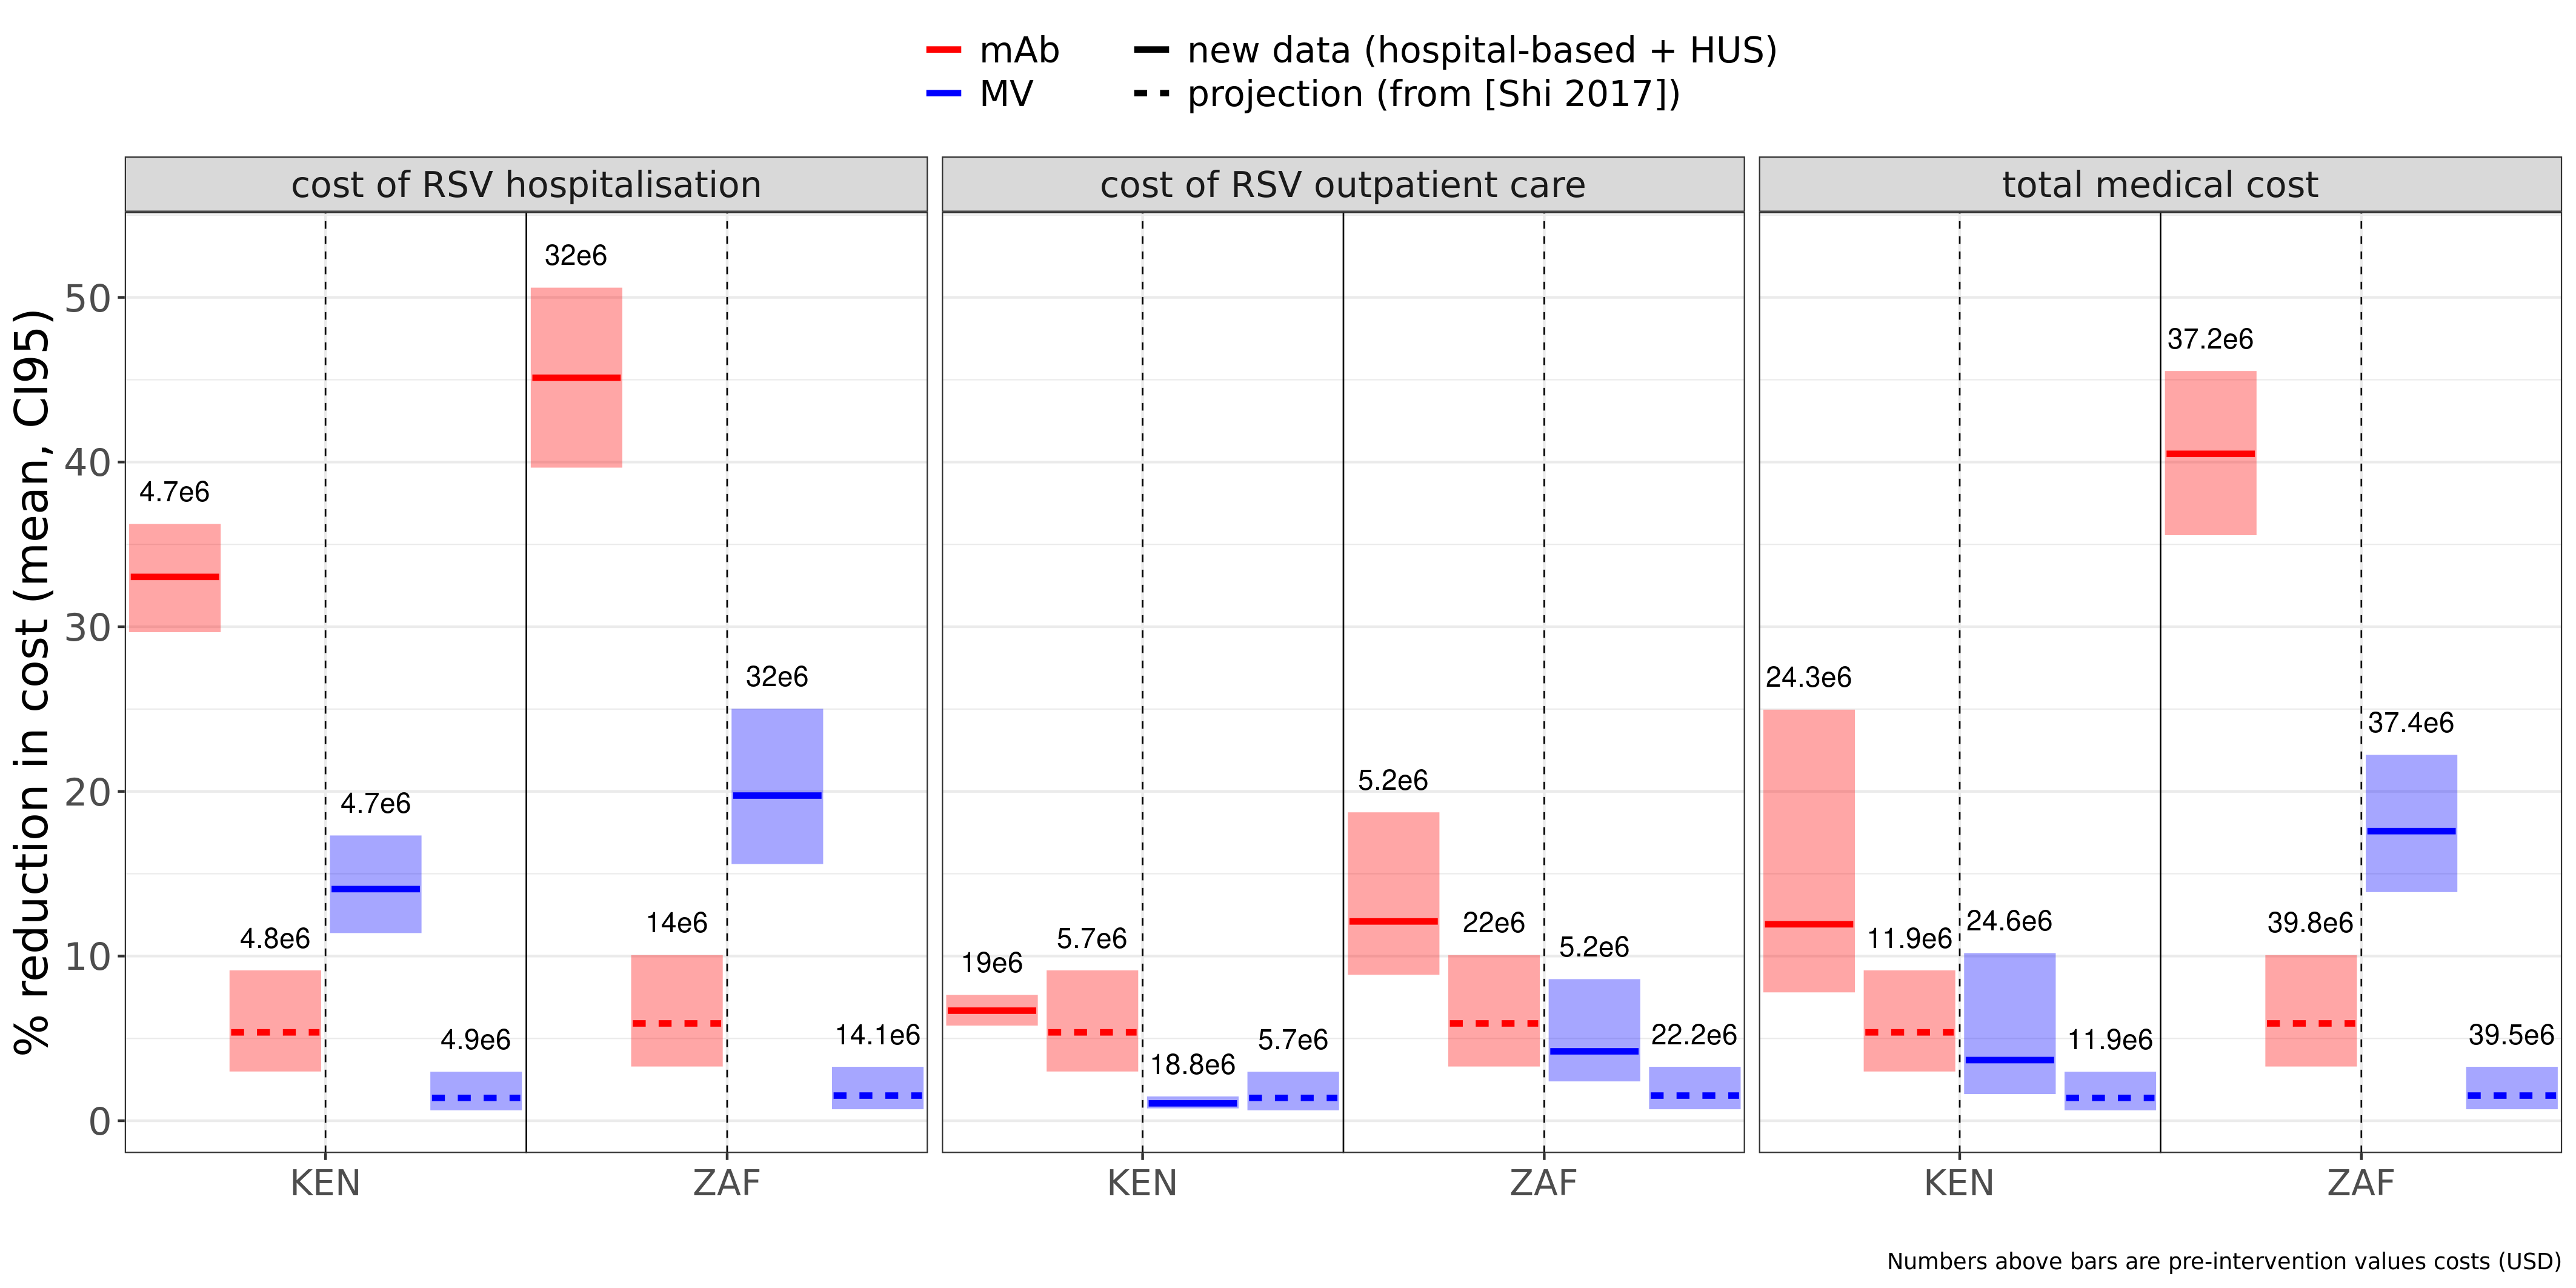 mAb
MV
new data (hospital-based + HUS)
projection (from [Shi 2017])
% reduction in cost (mean, CI95)
cost of RSV hospitalisation
cost of RSV outpatient care
total medical cost
50
40
30
20
10
0
4.7e6
4.8e6
4.7e6
4.9e6
32e6
14e6
32e6
14.1e6
19e6
5.7e6
18.8e6
5.7e6
5.2e6
22e6
5.2e6
22.2e6
24.3e6
11.9e6
24.6e6
11.9e6
37.2e6
39.8e6
37.4e6
39.5e6
KEN
ZAF
KEN
ZAF
KEN
ZAF
Numbers above bars are pre-intervention values costs (USD)